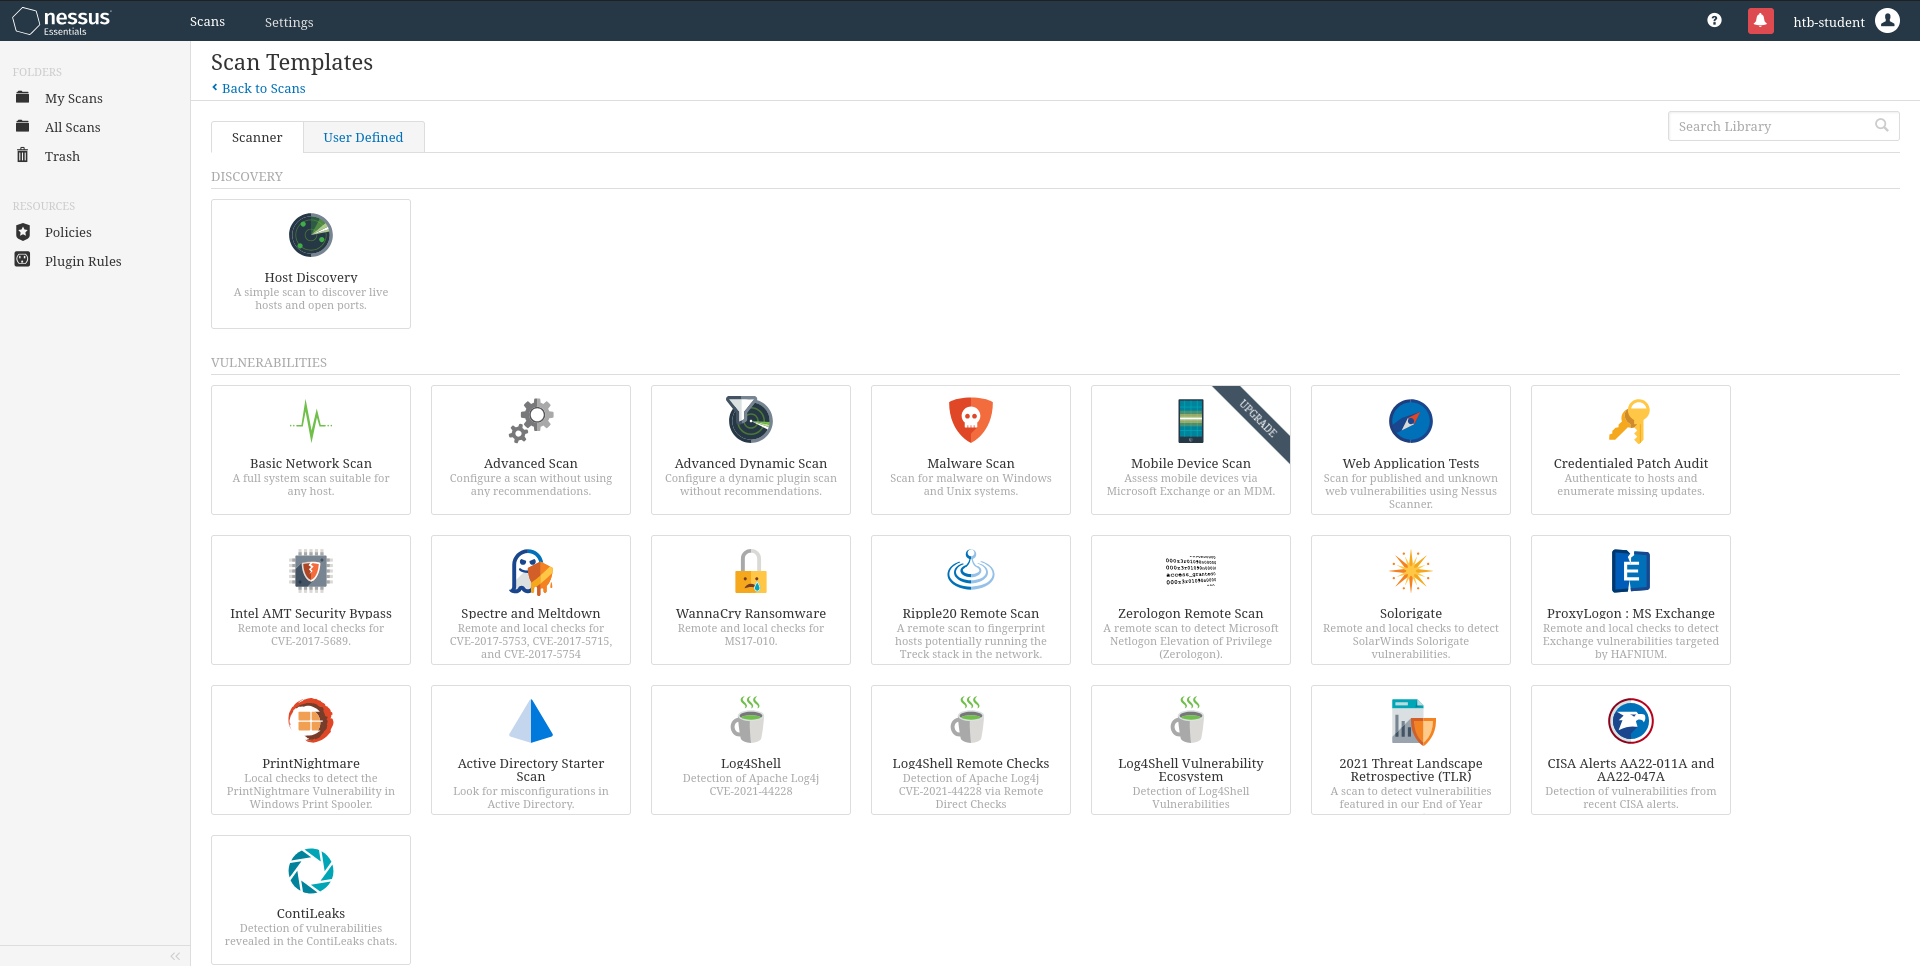 nessus
Essentials
Scans
Settings
htb-student
FOLDERS
My Scans
All Scans
Trash
RESOURCES
Policies
Plugin Rules
Scan Templates
Back to Scans
Scanner
User Defined
Search Library
DISCOVERY
Host Discovery
A simple scan to discover live
hosts and open ports.
VULNERABILITIES
Basic Network Scan
A full system scan suitable for
any host.
Advanced Scan
Configure a scan without using
any recommendations.
Advanced Dynamic Scan
Configure a dynamic plugin scan
without recommendations.
Malware Scan
Scan for malware on Windows
and Unix systems.
UPGRADE
Mobile Device Scan
Assess mobile devices via
Microsoft Exchange or an MDM.
Web Application Tests
Scan for published and unknown
web vulnerabilities using Nessus
Scanner.
Credentialed Patch Audit
Authenticate to hosts and
enumerate missing updates.
Intel AMT Security Bypass
Remote and local checks for
CVE-2017-5689.
Spectre and Meltdown
Remote and local checks for
CVE-2017-5753, CVE-2017-5715,
and CVE-2017-5754
WannaCry Ransomware
Remote and local checks for
MS17-010.
Ripple20 Remote Scan
A remote scan to fingerprint
hosts potentially running the
Treck stack in the network.
Zerologon Remote Scan
A remote scan to detect Microsoft
Netlogon Elevation of Privilege
(Zerologon).
Solorigate
Remote and local checks to detect
SolarWinds Solorigate
vulnerabilities.
ProxyLogon : MS Exchange
Remote and local checks to detect
Exchange vulnerabilities targeted
by HAFNIUM.
PrintNightmare
Local checks to detect the
PrintNightmare Vulnerability in
Windows Print Spooler.
Active Directory Starter
Scan
Look for misconfigurations in
Active Directory.
Log4Shell
Detection of Apache Log4j
CVE-2021-44228
Log4Shell Remote Checks
Detection of Apache Log4j
CVE-2021-44228 via Remote
Direct Checks
Log4Shell Vulnerability
Ecosystem
Detection of Log4Shell
Vulnerabilities
2021 Threat Landscape
Retrospective (TLR)
A scan to detect vulnerabilities
featured in our End of Year
CISA Alerts AA22-011A and
AA22-047A
Detection of vulnerabilities from
recent CISA alerts.
ContiLeaks
Detection of vulnerabilities
revealed in the ContiLeaks chats.